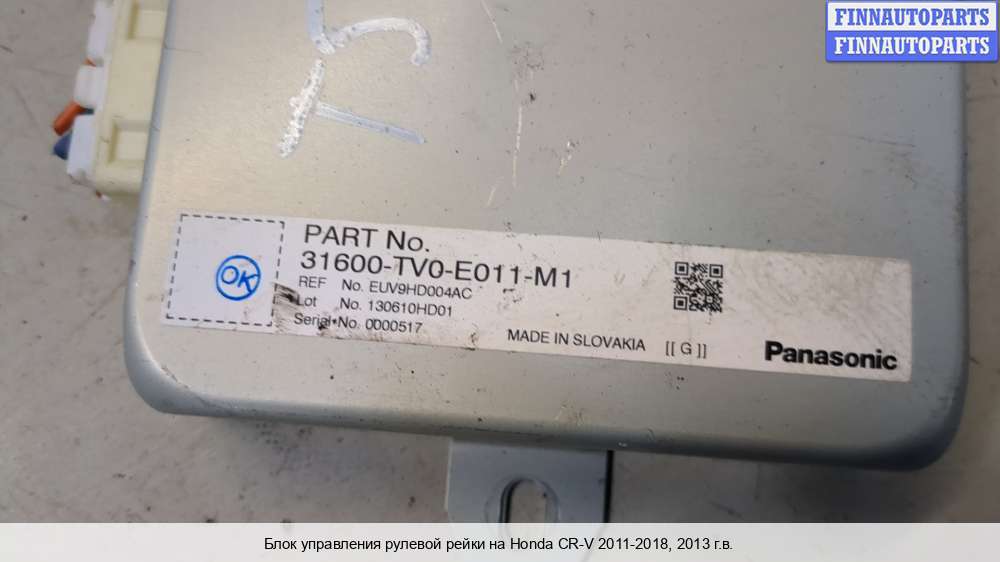 FINNAUTOPARTS
FINNAUTOPARTS
T5
OK
PART No.
31600-TV0-E011-M1
REF No. EUV9HD004AC
Lot No. 130610HD01
Serial No. 0000517
MADE IN SLOVAKIA [[ G ]]
Panasonic
Блок управления рулевой рейки на Honda CR-V 2011-2018, 2013 г.в.